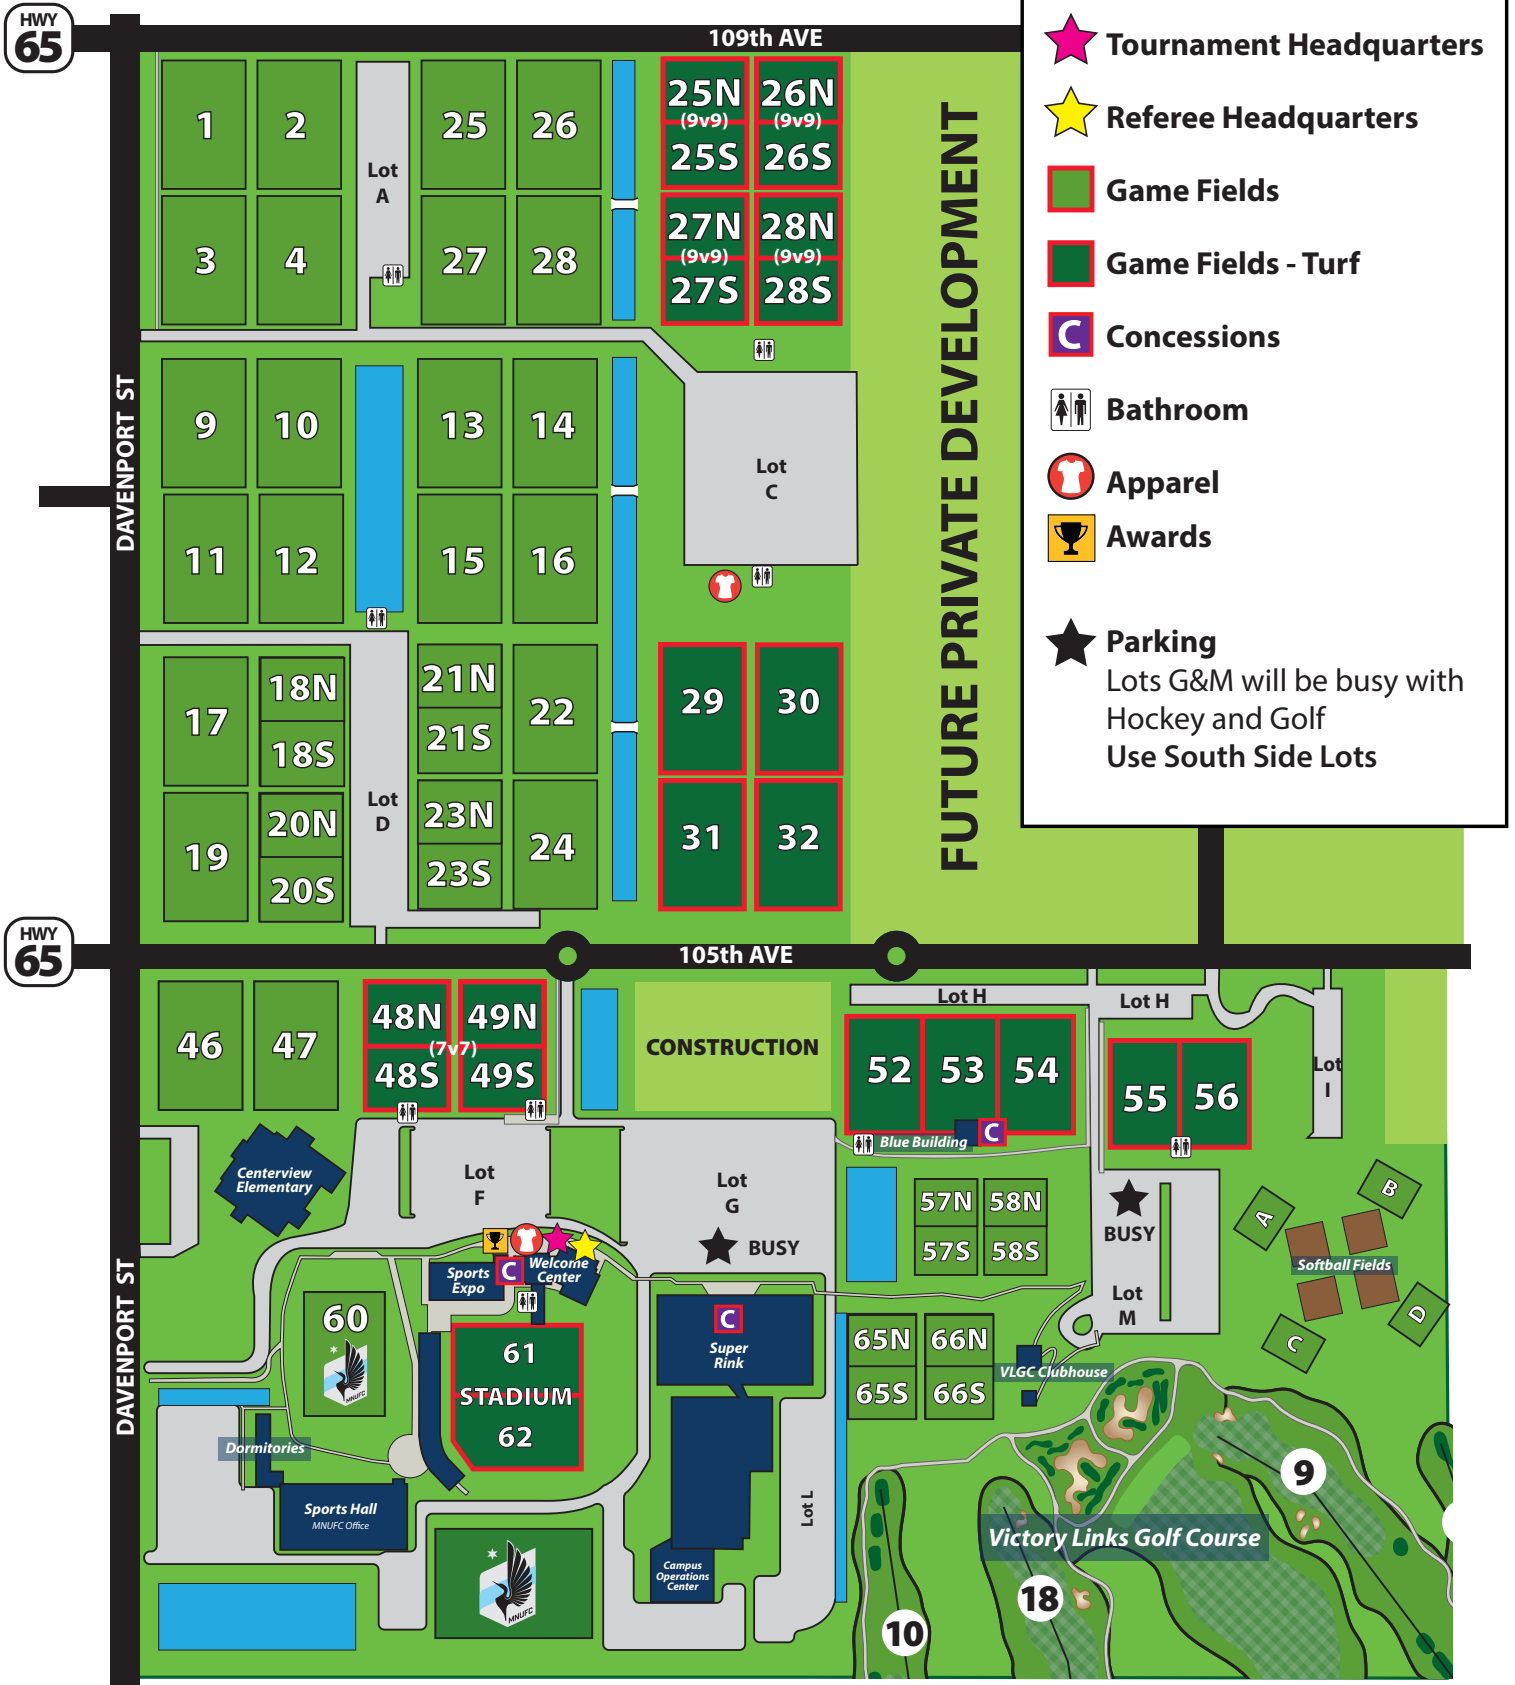 HWY
65
109th AVE
Tournament Headquarters
Referee Headquarters
Game Fields
Game Fields - Turf
C
Concessions
Bathroom
Apparel
Awards
Parking
Lots G&M will be busy with
Hockey and Golf
Use South Side Lots
1
2
Lot
A
25
26
25N
(9v9)
25S
26N
(9v9)
26S
3
4
27
28
27N
(9v9)
27S
28N
(9v9)
28S
FUTURE PRIVATE DEVELOPMENT
DAVENPORT ST
9
10
13
14
Lot
C
11
12
15
16
17
18N
18S
21N
21S
22
29
30
Lot
D
19
20N
20S
23N
23S
24
31
32
HWY
65
105th AVE
46
47
48N
49N
(7v7)
48S
49S
CONSTRUCTION
Lot H
Lot H
52
53
54
55
56
Lot
I
Blue Building
C
Centerview
Elementary
Lot
F
Lot
G
BUSY
57N
58N
57S
58S
BUSY
Lot
M
A
B
Softball Fields
C
D
DAVENPORT ST
Sports
Expo
C
Welcome
Center
60
MNUFC
61
STADIUM
62
C
Super
Rink
65N
66N
65S
66S
VLGC Clubhouse
Dormitories
Sports Hall
MNUFC Office
MNUFC
Campus
Operations
Center
Lot L
Victory Links Golf Course
9
18
10